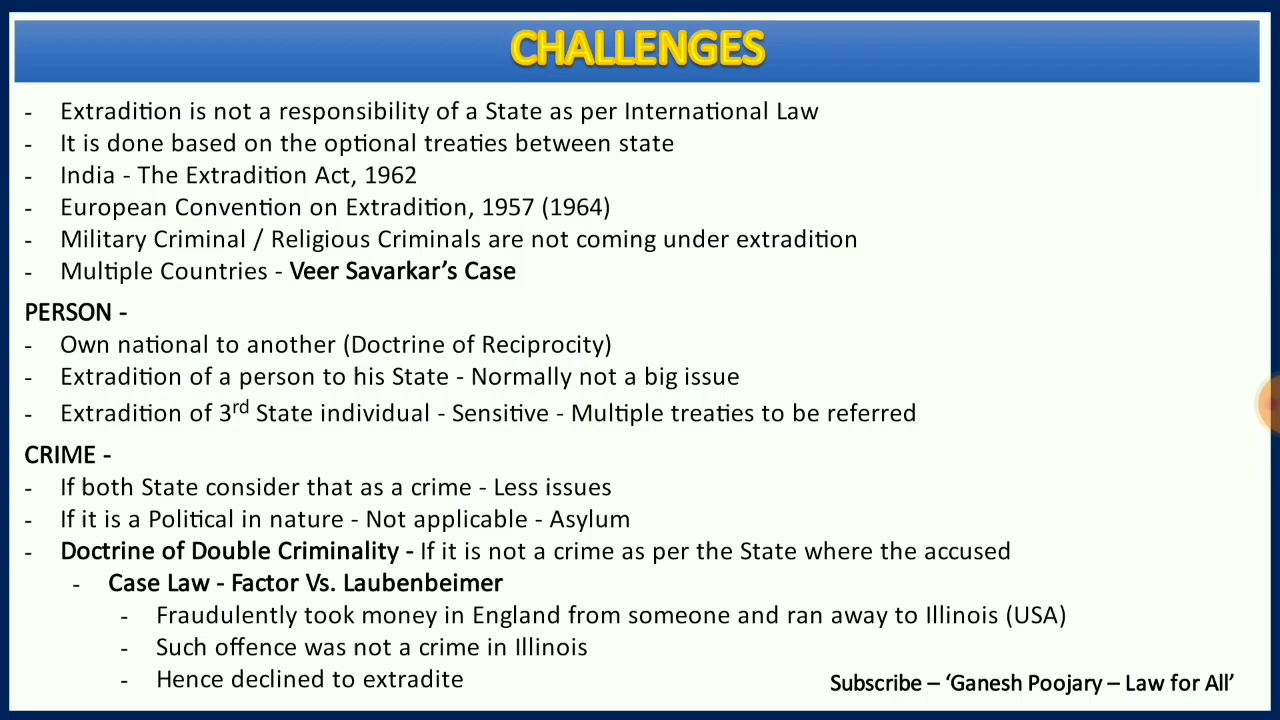 CHALLENGES
- Extradition is not a responsibility of a State as per International Law
- It is done based on the optional treaties between state
- India - The Extradition Act, 1962
- European Convention on Extradition, 1957 (1964)
- Military Criminal / Religious Criminals are not coming under extradition
- Multiple Countries - Veer Savarkar’s Case
PERSON -
- Own national to another (Doctrine of Reciprocity)
- Extradition of a person to his State - Normally not a big issue
- Extradition of 3rd State individual - Sensitive - Multiple treaties to be referred
CRIME -
- If both State consider that as a crime - Less issues
- If it is a Political in nature - Not applicable - Asylum
- Doctrine of Double Criminality - If it is not a crime as per the State where the accused
- Case Law - Factor Vs. Laubenbeimer
- Fraudulently took money in England from someone and ran away to Illinois (USA)
- Such offence was not a crime in Illinois
- Hence declined to extradite
Subscribe – ‘Ganesh Poojary – Law for All’